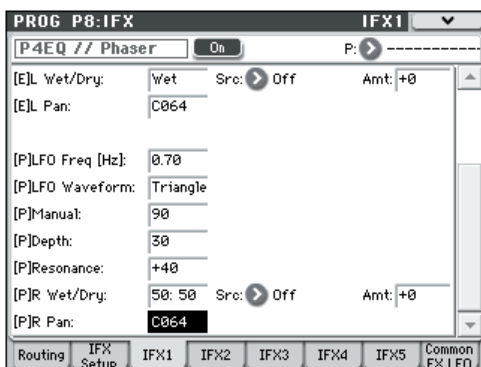 PROG P8:IFX IFX1
P4EQ // Phaser On P: ------------
[E]L Wet/Dry: Wet Src: Off Amt: +0
[E]L Pan: C064
[P]LFO Freq [Hz]: 0.70
[P]LFO Waveform: Triangle
[P]Manual: 90
[P]Depth: 30
[P]Resonance: +40
[P]R Wet/Dry: 50: 50 Src: Off Amt: +0
[P]R Pan: C064
Routing IFX Setup IFX1 IFX2 IFX3 IFX4 IFX5 Common FX LFO